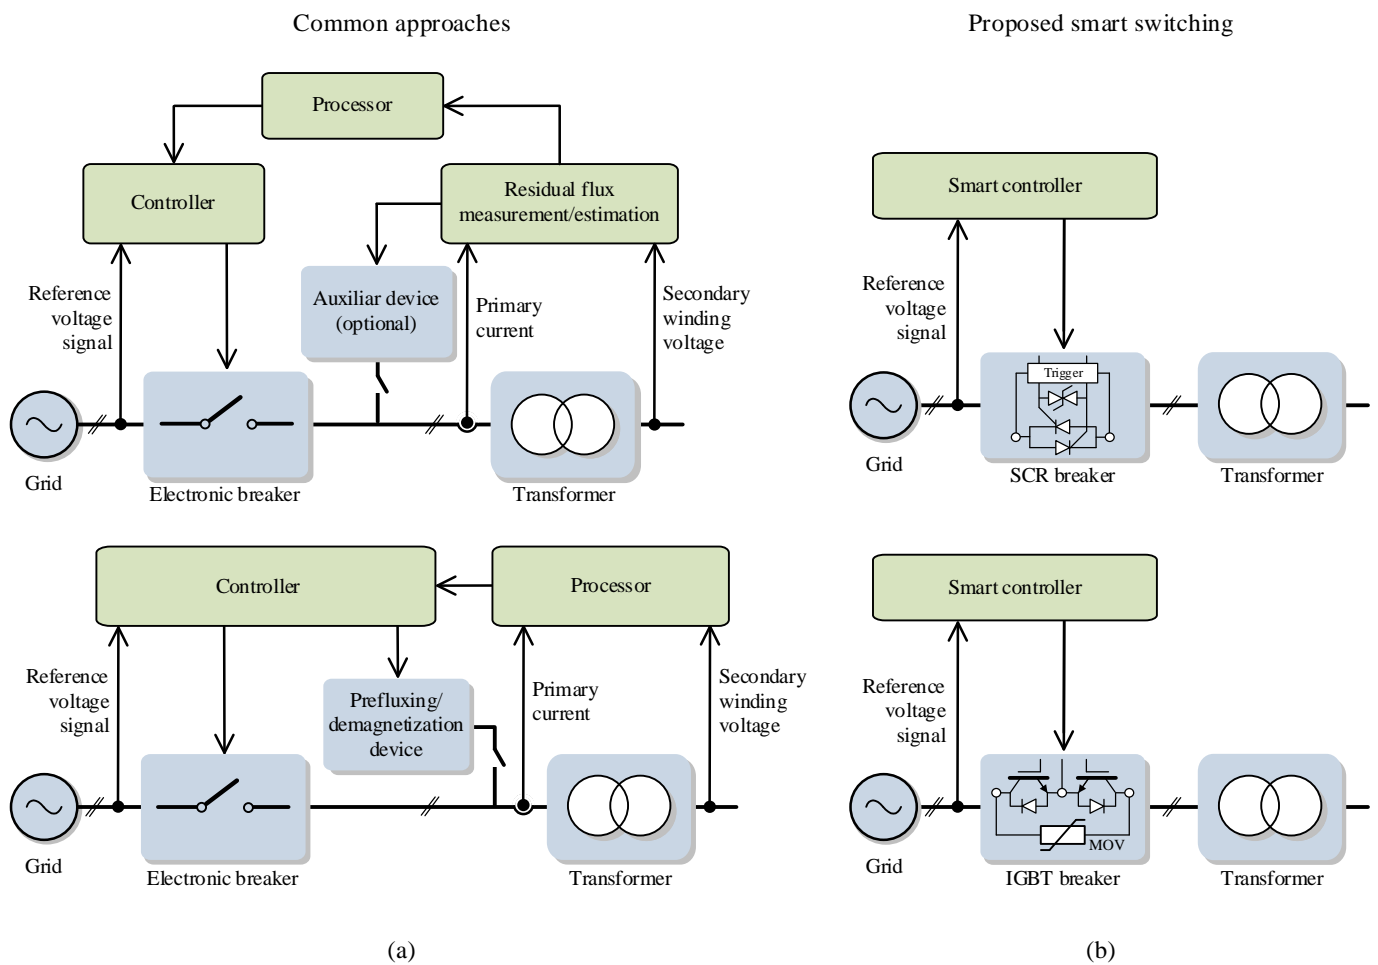 Common approaches
Proposed smart switching
Processor
Controller
Residual flux
measurement/estimation
Reference
voltage
signal
Auxiliar device
(optional)
Primary
current
Secondary
winding
voltage
Grid
Electronic breaker
Transformer
Smart controller
Reference
voltage
signal
Trigger
Grid
SCR breaker
Transformer
Controller
Processor
Reference
voltage
signal
Prefluxing/
demagnetization
device
Primary
current
Secondary
winding
voltage
Grid
Electronic breaker
Transformer
Smart controller
Reference
voltage
signal
MOV
Grid
IGBT breaker
Transformer
(a)
(b)